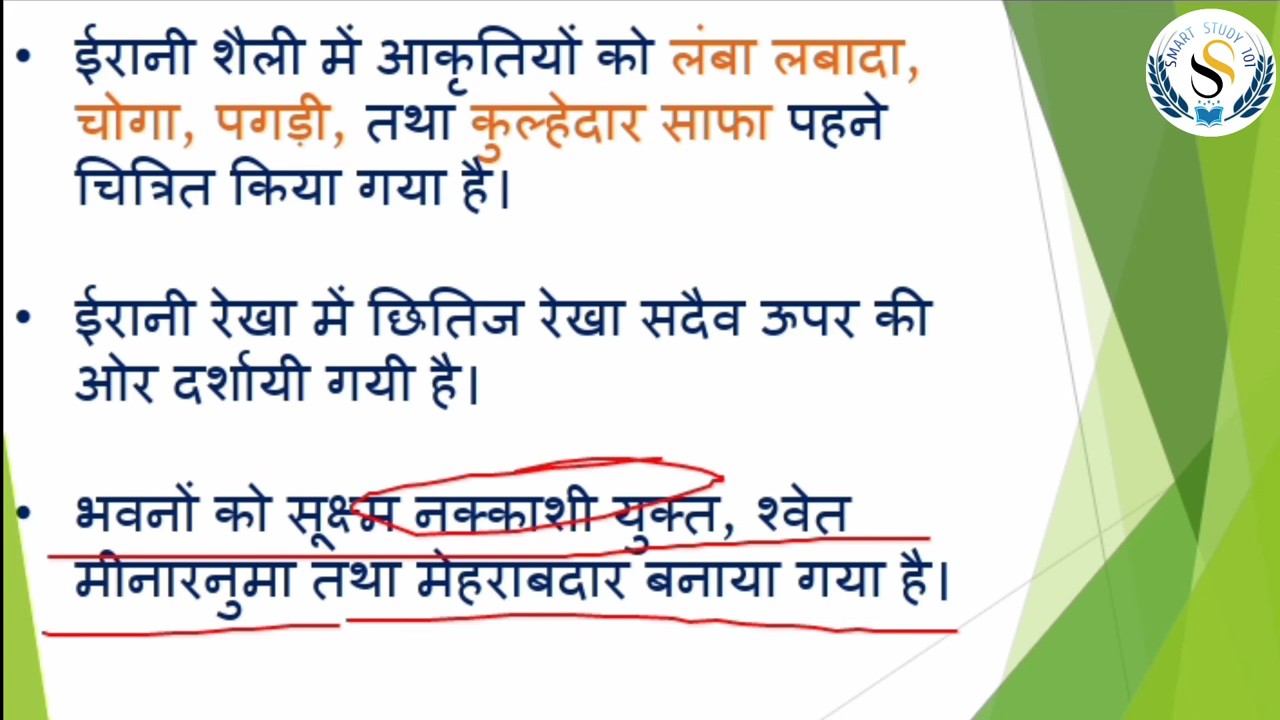 • ईरानी शैली में आकृतियों को लंबा लबादा,
चोगा, पगड़ी, तथा कुल्हेदार साफा पहने
चित्रित किया गया है।
• ईरानी रेखा में छितिज रेखा सदैव ऊपर की
ओर दर्शायी गयी है।
• भवनों को सूक्ष्म नक्काशी युक्त, श्वेत
मीनारनुमा तथा मेहराबदार बनाया गया है।
SMART STUDY 101
SS